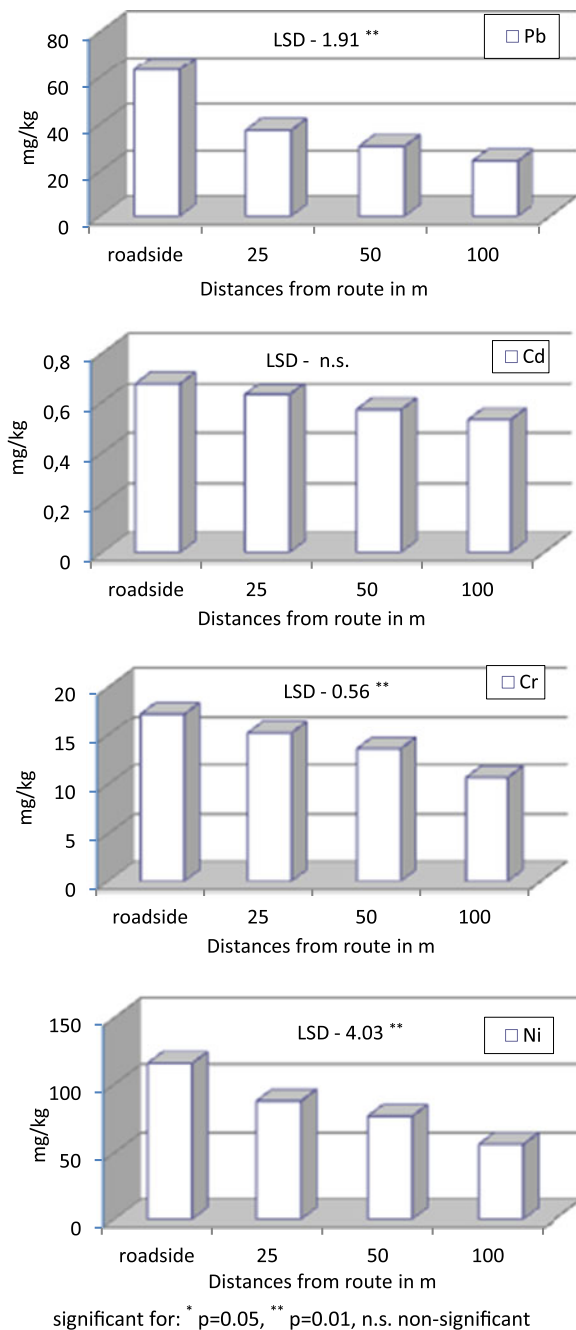 LSD - 1.91 **
Pb
80
60
40
20
0
mg/kg
roadside 25 50 100
Distances from route in m
LSD - n.s.
Cd
0,8
0,6
0,4
0,2
0
mg/kg
roadside 25 50 100
Distances from route in m
LSD - 0.56 **
Cr
20
15
10
5
0
mg/kg
roadside 25 50 100
Distances from route in m
LSD - 4.03 **
Ni
150
100
50
0
mg/kg
roadside 25 50 100
Distances from route in m
significant for: * p=0.05, ** p=0.01, n.s. non-significant